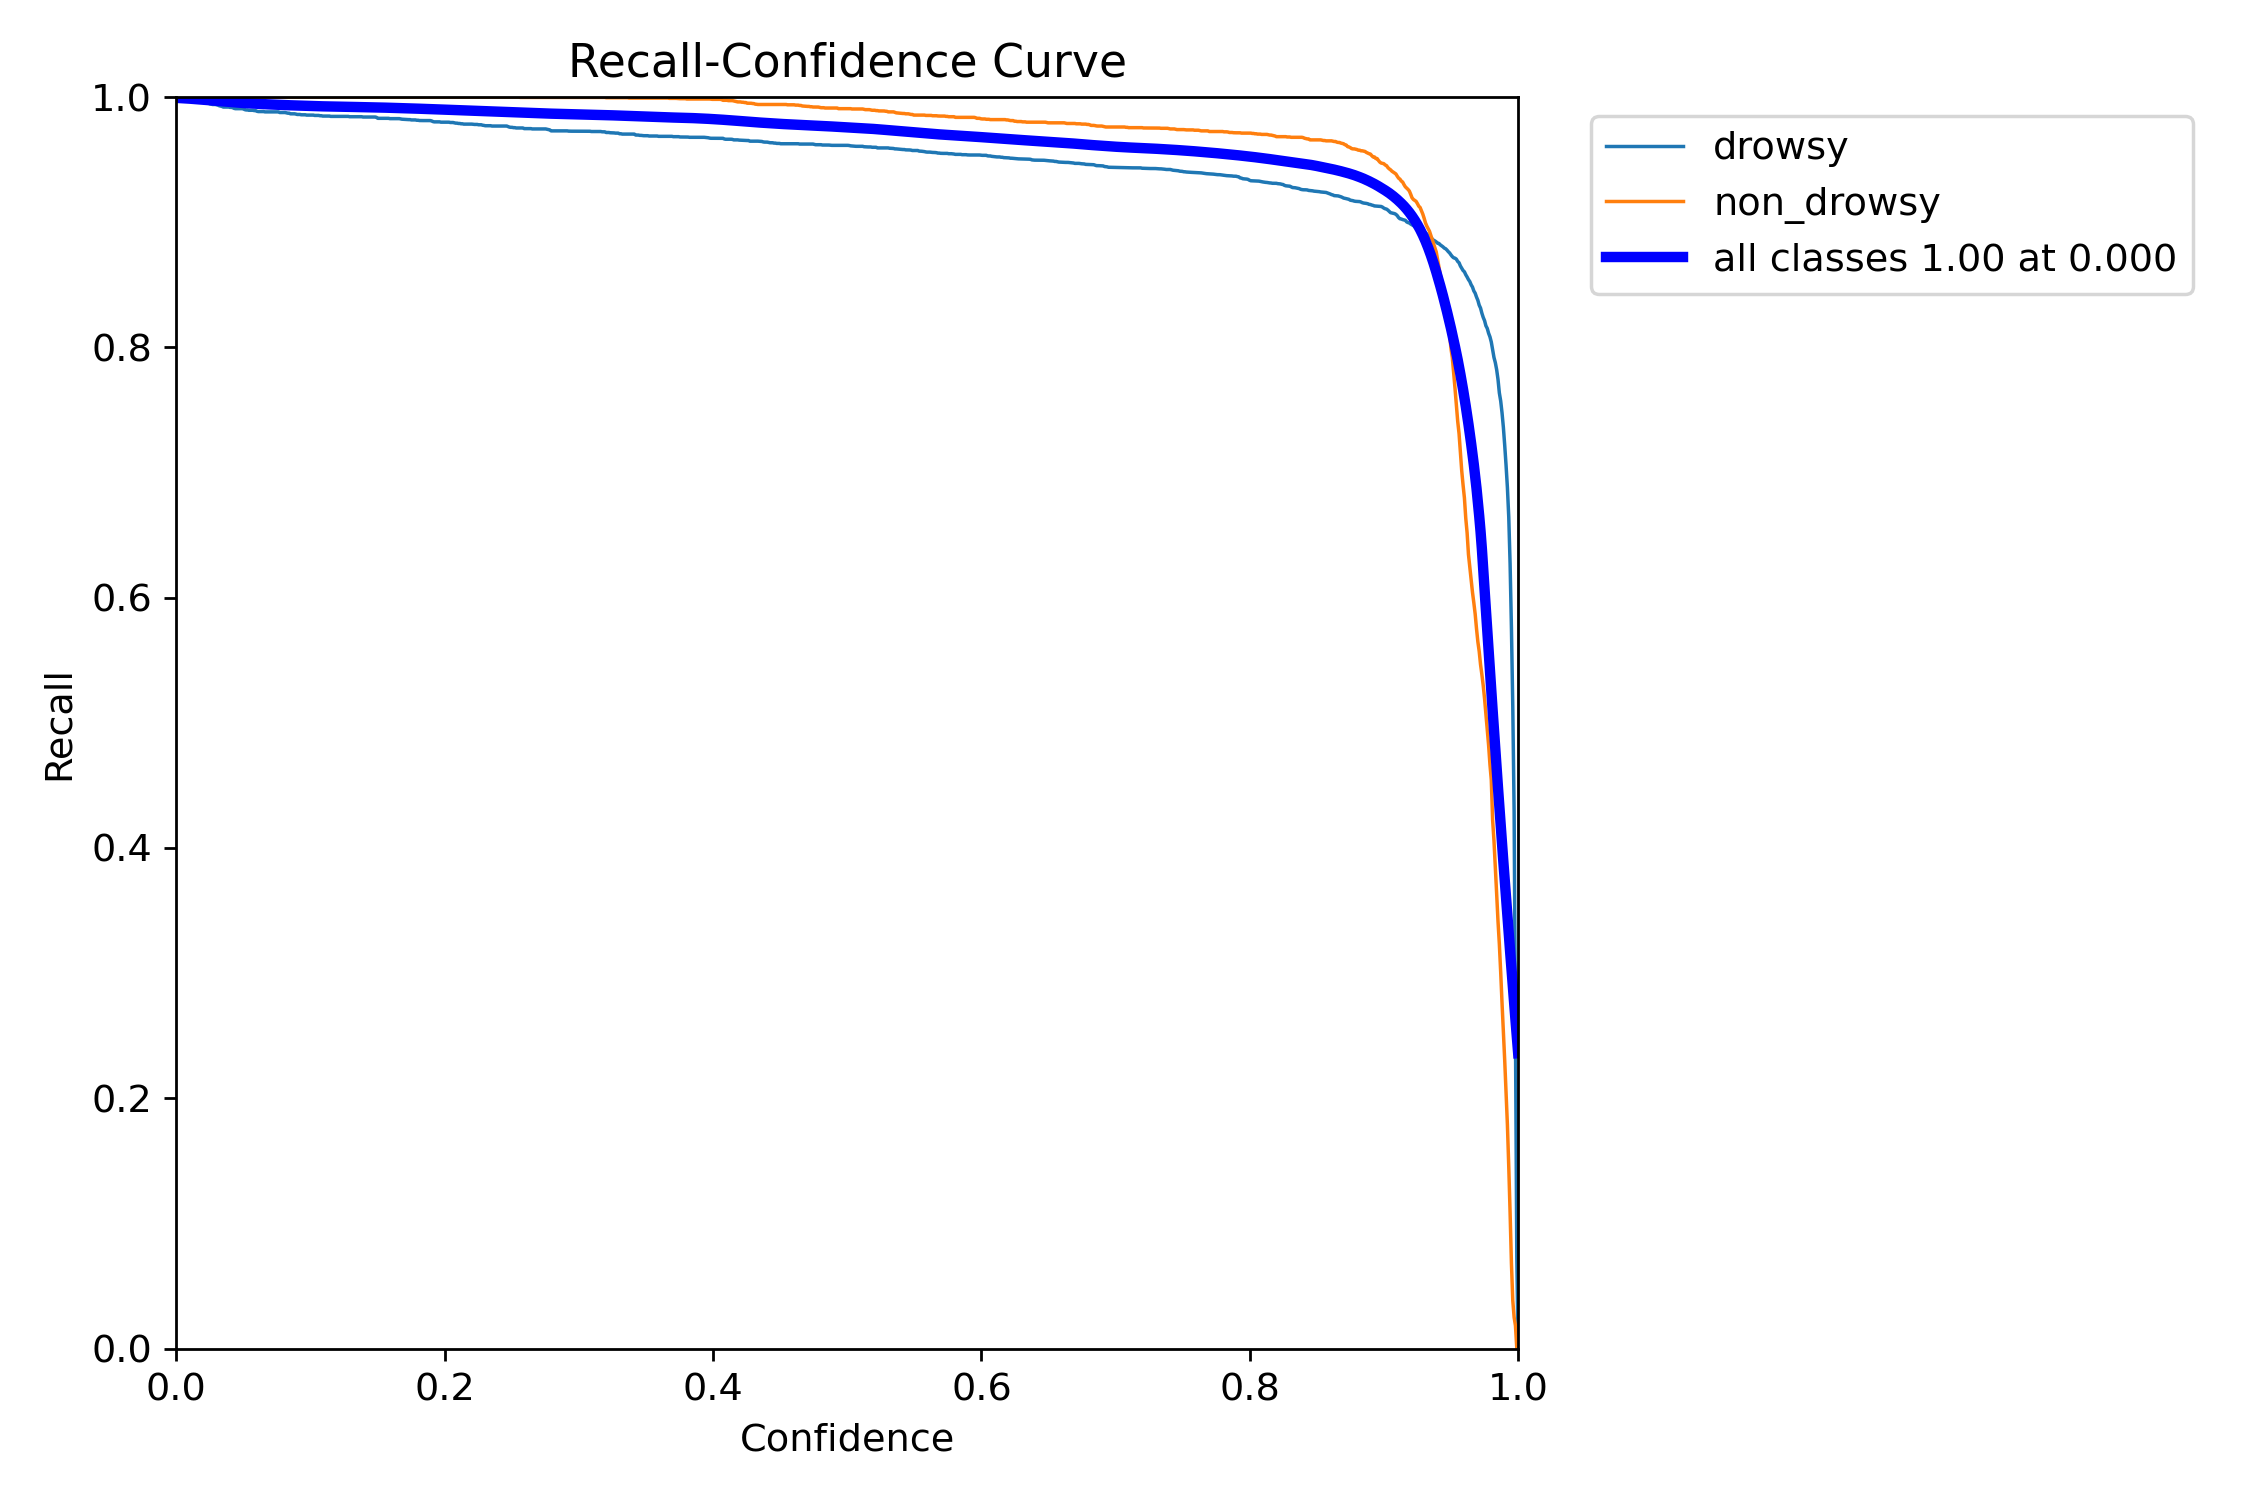 Recall-Confidence Curve
1.0
0.8
0.6
0.4
0.2
0.0
Recall
0.0 0.2 0.4 0.6 0.8 1.0
Confidence
drowsy
non_drowsy
all classes 1.00 at 0.000